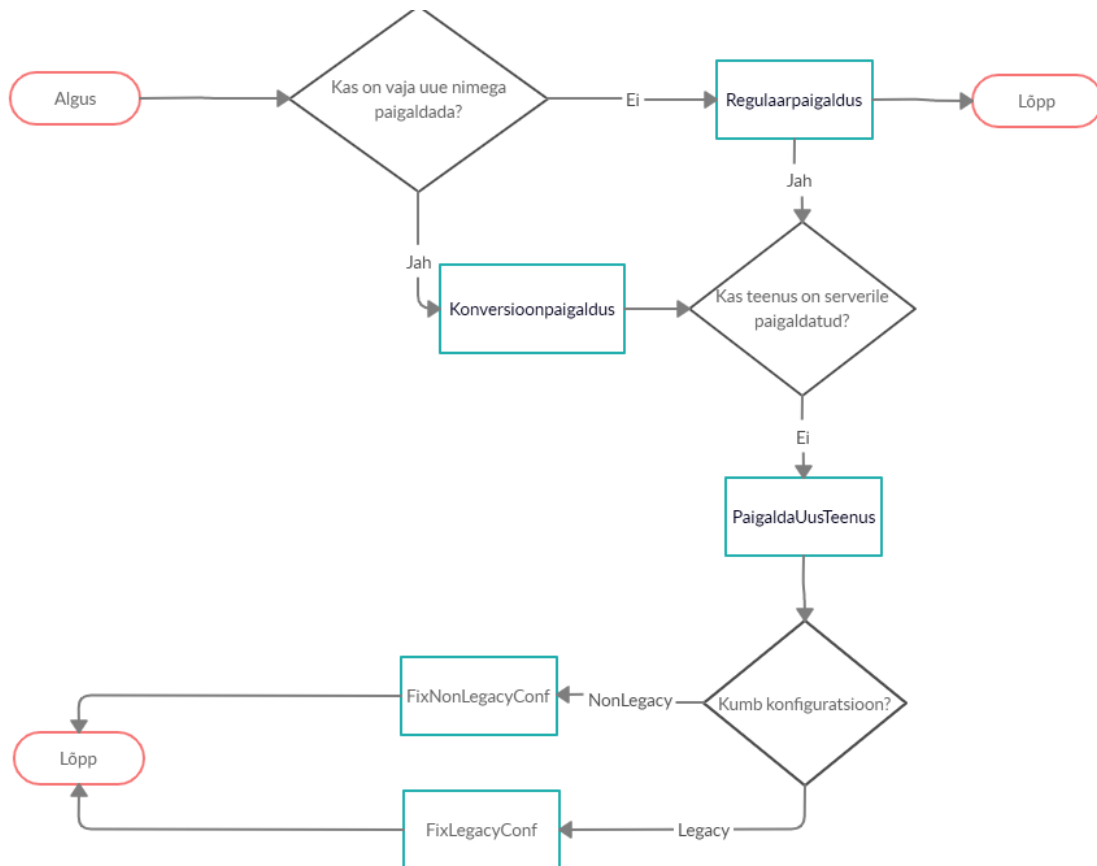 Algus
Kas on vaja uue nimega
paigaldada?
Ei
Regulaarpaigaldus
Lõpp
Jah
Jah
Konversioonpaigaldus
Kas teenus on serverile
paigaldatud?
Ei
PaigaldaUusTeenus
FixNonLegacyConf
NonLegacy
Kumb konfiguratsioon?
Lõpp
FixLegacyConf
Legacy